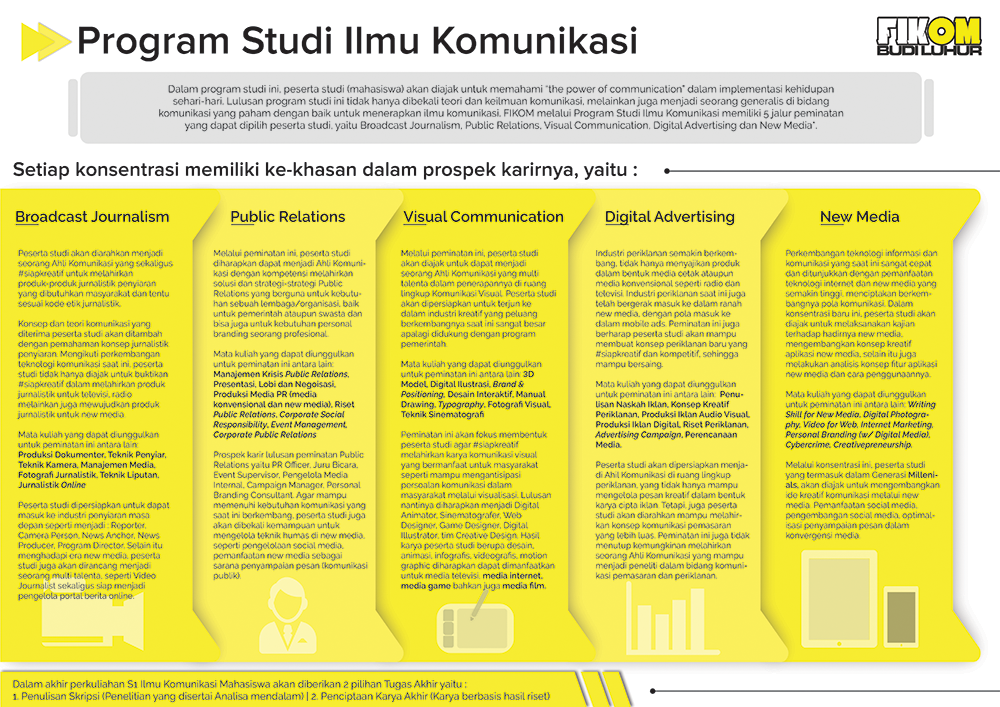 Program Studi Ilmu Komunikasi
FIKOM
BUDI LUHUR
Dalam program studi ini, peserta studi (mahasiswa) akan diajak untuk memahami "the power of communication" dalam implementasi kehidupan
sehari-hari. Lulusan program studi ini tidak hanya dibekali teori dan keilmuan komunikasi, melainkan juga menjadi seorang generalis di bidang
komunikasi yang paham dengan baik untuk menerapkan ilmu komunikasi. FIKOM melalui Program Studi Ilmu Komunikasi memiliki 5 jalur peminatan
yang dapat dipilih peserta studi, yaitu Broadcast Journalism, Public Relations, Visual Communication, Digital Advertising dan New Media".
Setiap konsentrasi memiliki ke-khasan dalam prospek karirnya, yaitu :
Broadcast Journalism
Peserta studi akan diarahkan menjadi
seorang Ahli Komunikasi yang sekaligus
#siapkreatif untuk melahirkan
produk-produk jurnalistik penyiaran
yang dibutuhkan masyarakat dan tentu
sesuai kode etik jurnalistik.
Konsep dan teori komunikasi yang
diterima peserta studi akan ditambah
dengan pemahaman konsep jurnalistik
penyiaran. Mengikuti perkembangan
teknologi komunikasi saat ini, peserta
studi tidak hanya diajak untuk buktikan
#siapkreatif dalam melahirkan produk
jurnalistik untuk televisi, radio
melainkan juga mewujudkan produk
jurnalistik untuk new media.
Mata kuliah yang dapat diunggulkan
untuk peminatan ini antara lain:
Produksi Dokumenter, Teknik Penyiar,
Teknik Kamera, Manajemen Media,
Fotografi Jurnalistik, Teknik Liputan,
Jurnalistik Online
Peserta studi dipersiapkan untuk dapat
masuk ke industri penyiaran masa
depan seperti menjadi : Reporter,
Camera Person, News Anchor, News
Producer, Program Director. Selain itu
menghadapi era new media, peserta
studi juga akan dirancang menjadi
seorang multi talenta, seperti Video
Journalist sekaligus siap menjadi
pengelola portal berita online.
Public Relations
Melalui peminatan ini, peserta studi
diharapkan dapat menjadi Ahli Komuni-
kasi dengan kompetensi melahirkan
solusi dan strategi-strategi Public
Relations yang berguna untuk kebutu-
han sebuah lembaga/organisasi, baik
untuk pemerintah ataupun swasta dan
bisa juga untuk kebutuhan personal
branding seorang profesional.
Mata kuliah yang dapat diunggulkan
untuk peminatan ini antara lain:
Manajemen Krisis Public Relations,
Presentasi, Lobi dan Negoisasi,
Produksi Media PR (media
konvensional dan new media), Riset
Public Relations, Corporate Social
Responsibility, Event Management,
Corporate Public Relations
Prospek karir lulusan peminatan Public
Relations yaitu PR Officer, Juru Bicara,
Event Supervisor, Pengelola Media
Internal, Campaign Manager, Personal
Branding Consultant. Agar mampu
memenuhi kebutuhan komunikasi yang
saat ini berkembang, peserta studi juga
akan dibekali kemampuan untuk
mengelola teknik humas di new media,
seperti pengelolaan social media,
pemanfaatan new media sebagai
sarana penyampaian pesan (komunikasi
publik).
Visual Communication
Melalui peminatan ini, peserta studi
akan diajak untuk dapat menjadi
seorang Ahli Komunikasi yang multi
talenta dalam penerapannya di ruang
lingkup Komunikasi Visual. Peserta studi
akan dipersiapkan untuk terjun ke
dalam industri kreatif yang peluang
berkembangnya saat ini sangat besar
apalagi didukung dengan program
pemerintah.
Mata kuliah yang dapat diunggulkan
untuk peminatan ini antara lain: 3D
Model, Digital Ilustrasi, Brand &
Positioning, Desain Interaktif, Manual
Drawing, Typography, Fotografi Visual,
Teknik Sinematografi
Peminatan ini akan fokus membentuk
peserta studi agar #siapkreatif
melahirkan karya komunikasi visual
yang bermanfaat untuk masyarakat
seperti mampu mengantisipasi
persoalan komunikasi dalam
masyarakat melalui visualisasi. Lulusan
nantinya diharapkan menjadi Digital
Animator, Sinematografer, Web
Designer, Game Designer, Digital
Illustrator, tim Creative Design. Hasil
karya peserta studi berupa desain,
animasi, infografis, videografis, motion
graphic diharapkan dapat dimanfaatkan
untuk media televisi, media internet,
media game bahkan juga media film.
Digital Advertising
Industri periklanan semakin berkem-
bang, tidak hanya menyajikan produk
dalam bentuk media cetak ataupun
media konvensional seperti radio dan
televisi. Industri periklanan saat ini juga
telah bergerak masuk ke dalam ranah
new media, dengan pola masuk ke
dalam mobile ads. Peminatan ini juga
berharap peserta studi akan mampu
membuat konsep periklanan baru yang
#siapkreatif dan kompetitif, sehingga
mampu bersaing.
Mata kuliah yang dapat diunggulkan
untuk peminatan ini antara lain: Penu-
lisan Naskah Iklan, Konsep Kreatif
Periklanan, Produksi Iklan Audio Visual,
Produksi Iklan Digital, Riset Periklanan,
Advertising Campaign, Perencanaan
Media.
Peserta studi akan dipersiapkan menja-
di Ahli Komunikasi di ruang lingkup
periklanan, yang tidak hanya mampu
mengelola pesan kreatif dalam bentuk
karya cipta iklan. Tetapi, juga peserta
studi akan diarahkan mampu melahir-
kan konsep komunikasi pemasaran
yang lebih luas. Peminatan ini juga tidak
menutup kemungkinan melahirkan
seorang Ahli Komunikasi yang mampu
menjadi peneliti dalam bidang komuni-
kasi pemasaran dan periklanan.
New Media
Perkembangan teknologi informasi dan
komunikasi yang saat ini sangat cepat
dan ditunjukkan dengan pemanfaatan
teknologi internet dan new media yang
semakin tinggi, menciptakan berkem-
bangnya pola komunikasi. Dalam
konsentrasi baru ini, peserta studi akan
diajak untuk melaksanakan kajian
terhadap hadirnya new media,
mengembangkan konsep kreatif
aplikasi new media, selain itu juga
melakukan analisis konsep fitur aplikasi
new media dan cara penggunaannya.
Mata kuliah yang dapat diunggulkan
untuk peminatan ini antara lain: Writing
Skill for New Media, Digital Photogra-
phy, Video for Web, Internet Marketing,
Personal Branding (w/ Digital Media),
Cybercrime, Creativepreneurship.
Melalui konsentrasi ini, peserta studi
yang termasuk dalam Generasi Milleni-
als, akan diajak untuk mengembangkan
ide kreatif komunikasi melalui new
media. Pemanfaatan social media,
pengembangan social media, optimal-
isasi penyampaian pesan dalam
konvergensi media.
Dalam akhir perkuliahan S1 Ilmu Komunikasi Mahasiswa akan diberikan 2 pilihan Tugas Akhir yaitu :
1. Penulisan Skripsi (Penelitian yang disertai Analisa mendalam) | 2. Penciptaan Karya Akhir (Karya berbasis hasil riset)